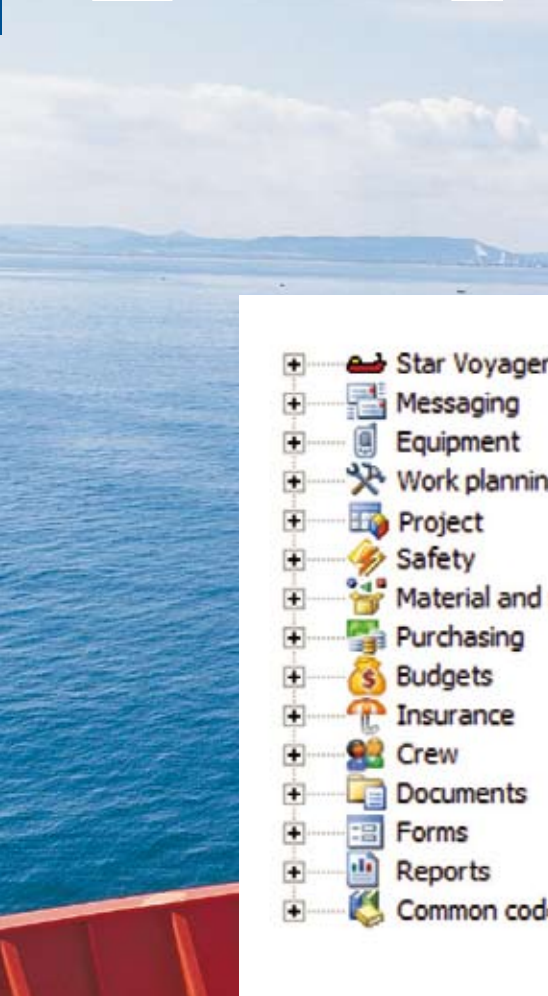 Star Voyager
Messaging
Equipment
Work plannin
Project
Safety
Material and
Purchasing
Budgets
Insurance
Crew
Documents
Forms
Reports
Common cod